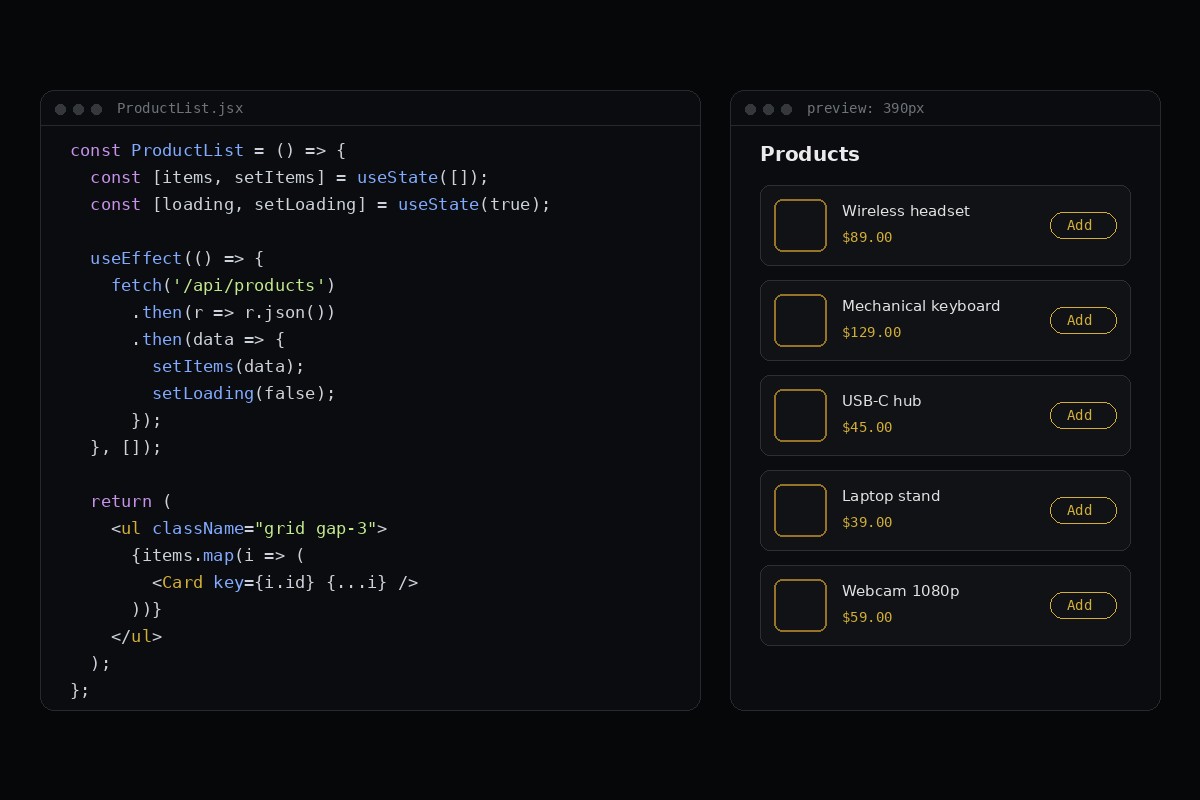 ProductList.jsx
const ProductList = () => {
  const [items, setItems] = useState([]);
  const [loading, setLoading] = useState(true);

  useEffect(() => {
    fetch('/api/products')
      .then(r => r.json())
      .then(data => {
        setItems(data);
        setLoading(false);
      });
  }, []);

  return (
    <ul className="grid gap-3">
      {items.map(i => (
        <Card key={i.id} {...i} />
      ))}
    </ul>
  );
};
preview: 390px
Products
Wireless headset
$89.00
Add
Mechanical keyboard
$129.00
Add
USB-C hub
$45.00
Add
Laptop stand
$39.00
Add
Webcam 1080p
$59.00
Add